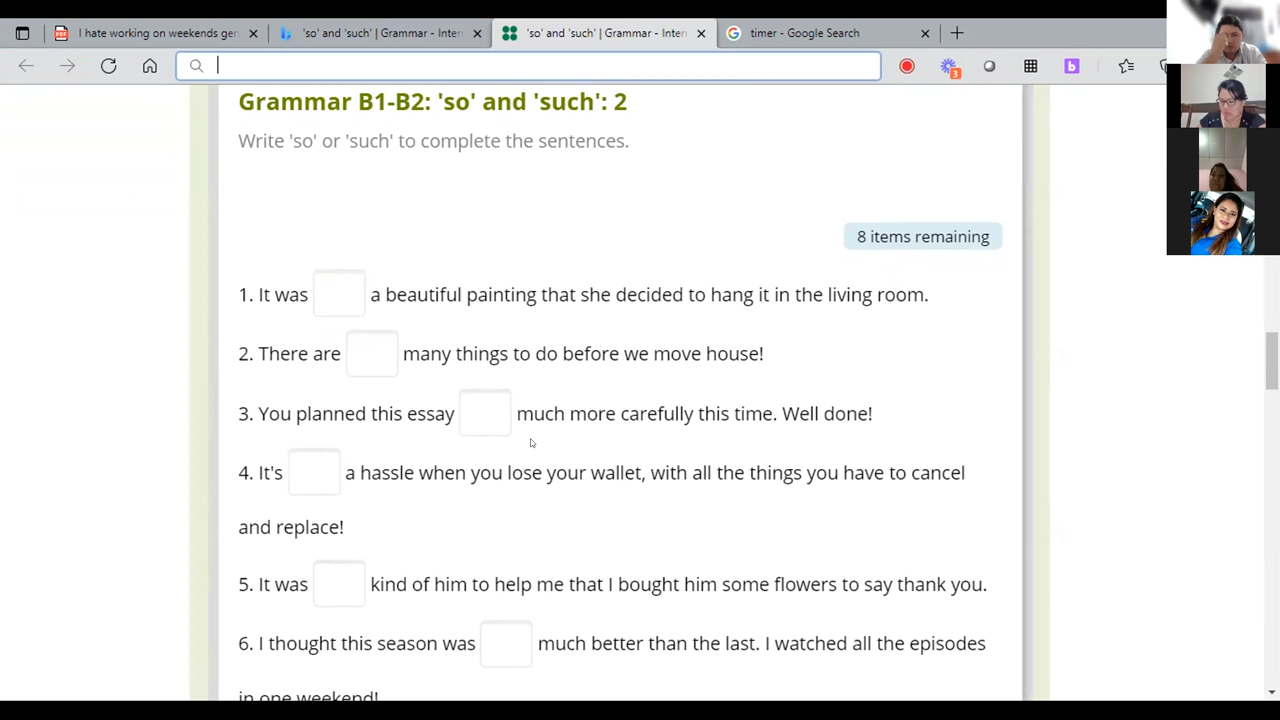 I hate working on weekends ger
'so' and 'such' | Grammar - Inter
'so' and 'such' | Grammar - Inter
timer - Google Search
3
b
Grammar B1-B2: 'so' and 'such': 2
Write 'so' or 'such' to complete the sentences.
8 items remaining
1. It was a beautiful painting that she decided to hang it in the living room.
2. There are many things to do before we move house!
3. You planned this essay much more carefully this time. Well done!
4. It's a hassle when you lose your wallet, with all the things you have to cancel
and replace!
5. It was kind of him to help me that I bought him some flowers to say thank you.
6. I thought this season was much better than the last. I watched all the episodes
in one weekend!